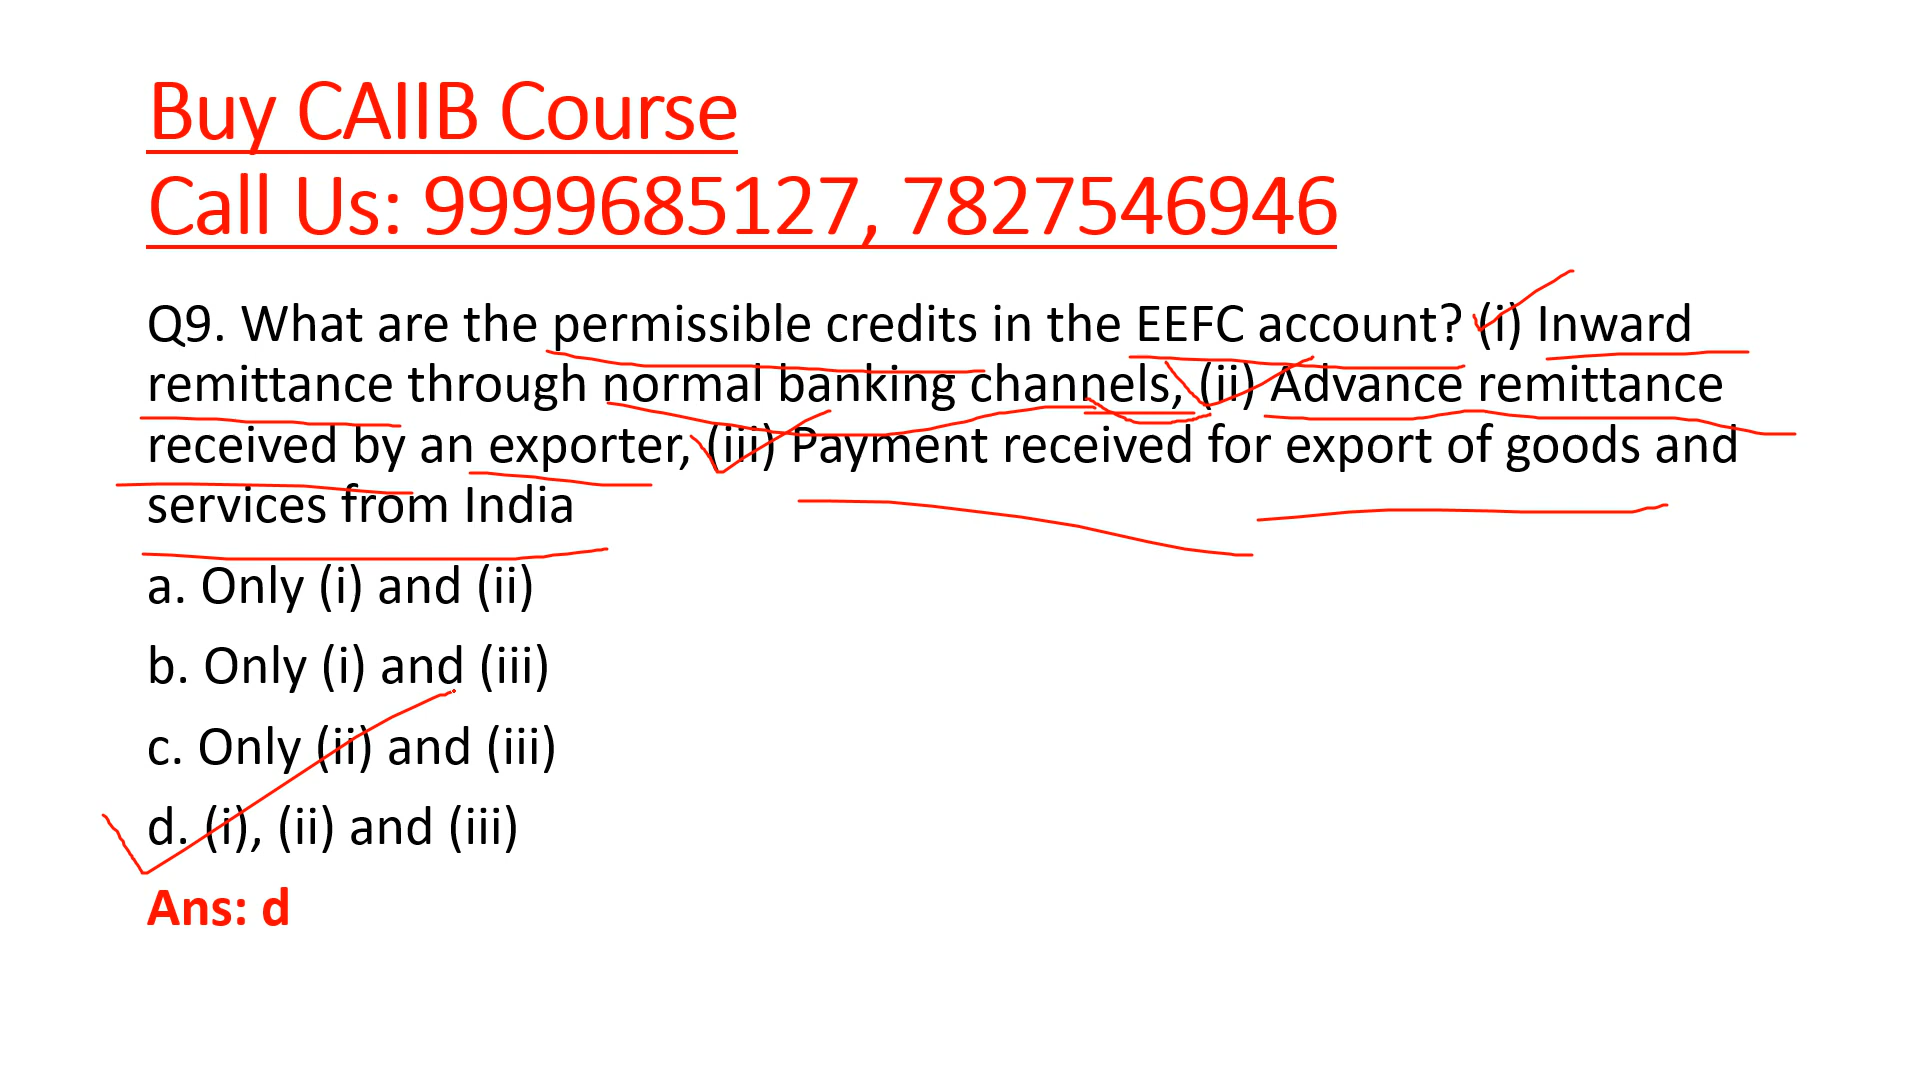 Buy CAIIB Course
Call Us: 9999685127, 7827546946
Q9. What are the permissible credits in the EEFC account? (i) Inward
remittance through normal banking channels, (ii) Advance remittance
received by an exporter, (iii) Payment received for export of goods and
services from India
a. Only (i) and (ii)
b. Only (i) and (iii)
c. Only (ii) and (iii)
d. (i), (ii) and (iii)
Ans: d